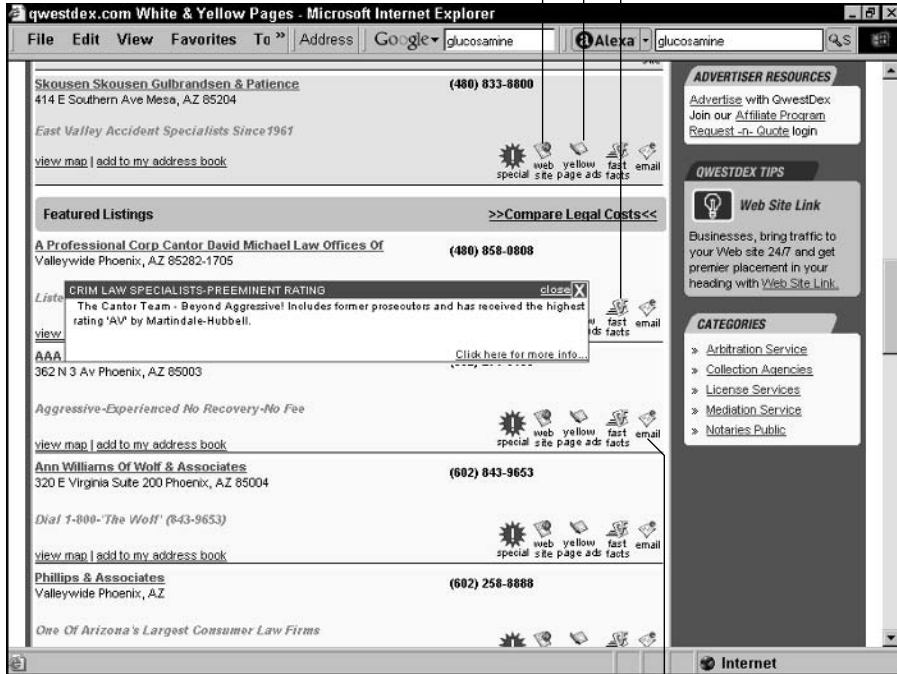 qwestdex.com White & Yellow Pages - Microsoft Internet Explorer
File Edit View Favorites To » Address Google glucosamine a Alexa glucosamine S
Skousen Skousen Gulbrandsen & Patience (480) 833-8800
414 E Southern Ave Mesa, AZ 85204
East Valley Accident Specialists Since1961
view map | add to my address book
special web site yellow page ads fast facts email
Featured Listings >>Compare Legal Costs<<
A Professional Corp Cantor David Michael Law Offices Of (480) 858-0808
Valleywide Phoenix, AZ 85282-1705
Liste
CRIM LAW SPECIALISTS-PREEMINENT RATING close X
The Cantor Team - Beyond Aggressive! Includes former prosecutors and has received the highest
rating 'AV' by Martindale-Hubbell.
Click here for more info...
fast facts email
view
AAA
362 N 3 Av Phoenix, AZ 85003
Aggressive-Experienced No Recovery-No Fee
view map | add to my address book
special web site yellow page ads fast facts email
Ann Williams Of Wolf & Associates (602) 843-9653
320 E Virginia Suite 200 Phoenix, AZ 85004
Dial 1-800-'The Wolf' (843-9653)
view map | add to my address book
special web site yellow page ads fast facts email
Phillips & Associates (602) 258-8888
Valleywide Phoenix, AZ
One Of Arizona's Largest Consumer Law Firms
ADVERTISER RESOURCES
Advertise with QwestDex
Join our Affiliate Program
Request -n- Quote login
QWESTDEX TIPS
Web Site Link
Businesses, bring traffic to
your Web site 24/7 and get
premier placement in your
heading with Web Site Link.
CATEGORIES
» Arbitration Service
» Collection Agencies
» License Services
» Mediation Service
» Notaries Public
Internet